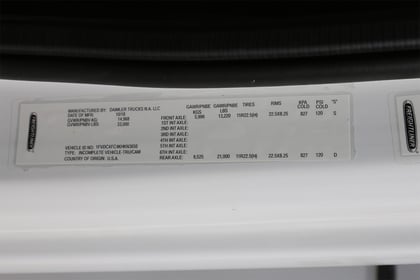 GAWR/PNBE GAWR/PNBE TIRES RIMS KPA PSI "S"
KGS LBS COLD COLD
MANUFACTURED BY: DAIMLER TRUCKS N.A. LLC
DATE OF MFG: 10/18
GVWR/PNBV-KG 14,968
GVWR/PNBV-LBS 33,000
FRONT AXLE: 13,220 11R22.5(H) 22.5X8.25 827 120 S
1ST INT AXLE:
2ND INT AXLE:
3RD INT AXLE:
4TH INT AXLE:
VEHICLE ID NO:
5TH INT AXLE:
TYPE: INCOMPLETE VEHICLE-TRUCK/CAM
6TH INT AXLE:
COUNTRY OF ORIGIN: U.S.A.
REAR AXLE: 9,525 21,000 11R22.5(H) 22.5X8.25 827 120 D
FREIGHTLINER
FREIGHTLINER